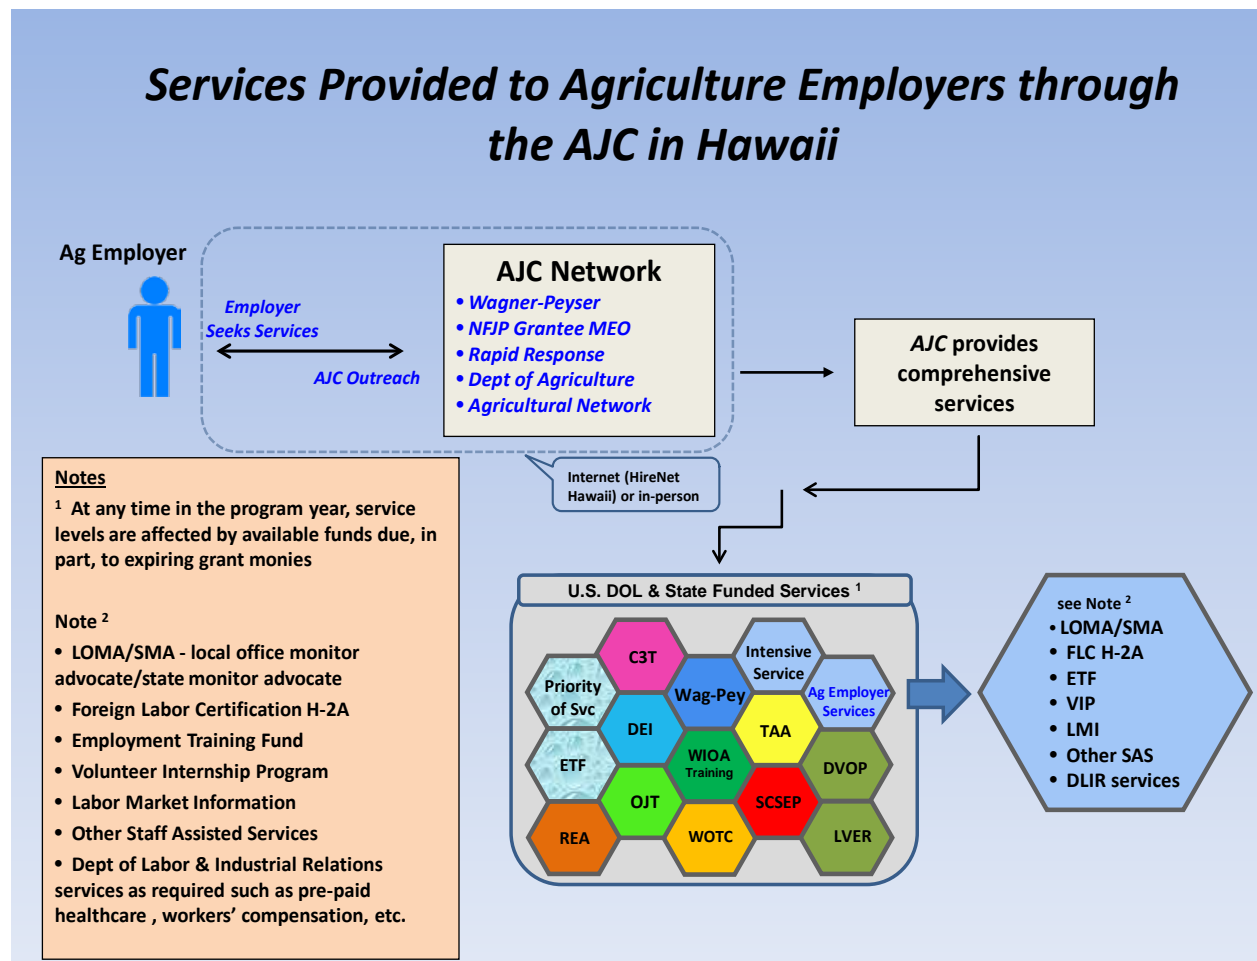 Services Provided to Agriculture Employers through
the AJC in Hawaii
Ag Employer
Employer
Seeks Services
AJC Outreach
AJC Network
• Wagner-Peyser
• NFJP Grantee MEO
• Rapid Response
• Dept of Agriculture
• Agricultural Network
AJC provides
comprehensive
services
Internet (HireNet
Hawaii) or in-person
Notes
¹ At any time in the program year, service
levels are affected by available funds due, in
part, to expiring grant monies
Note ²
• LOMA/SMA - local office monitor
advocate/state monitor advocate
• Foreign Labor Certification H-2A
• Employment Training Fund
• Volunteer Internship Program
• Labor Market Information
• Other Staff Assisted Services
• Dept of Labor & Industrial Relations
services as required such as pre-paid
healthcare , workers’ compensation, etc.
U.S. DOL & State Funded Services ¹
C3T
Intensive
Service
Priority
of Svc
Wag-Pey
Ag Employer
Services
DEI
TAA
ETF
WIOA
Training
DVOP
OJT
SCSEP
REA
WOTC
LVER
see Note ²
• LOMA/SMA
• FLC H-2A
• ETF
• VIP
• LMI
• Other SAS
• DLIR services